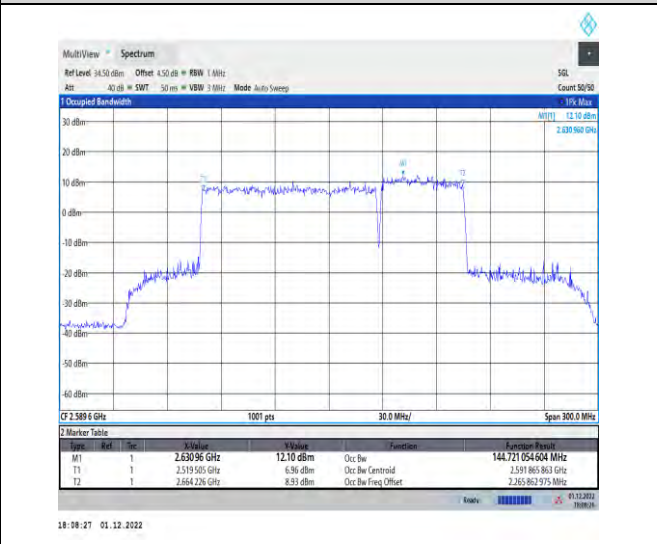 MultiView Spectrum
Ref Level 34.50 dBm Offset 4.50 dB RBW 1 MHz SGL
Att 40 dB SWT 50 ms VBW 3 MHz Mode Auto Sweep Count 50/50
1 Occupied Bandwidth 1Pk Max
M1[1] 12.10 dBm
2.630 960 GHz
30 dBm
20 dBm
M1
T1 T2
10 dBm
0 dBm
-10 dBm
-20 dBm
-30 dBm
-40 dBm
-50 dBm
-60 dBm
CF 2.589 6 GHz 1001 pts 30.0 MHz/ Span 300.0 MHz
2 Marker Table
Type Ref Trc X-Value Y-Value Function Function Result
M1 1 2.630 96 GHz 12.10 dBm Occ Bw 144.721 054 604 MHz
T1 1 2.519 505 GHz 6.96 dBm Occ Bw Centroid 2.591 865 863 GHz
T2 1 2.664 226 GHz 8.93 dBm Occ Bw Freq Offset 2.265 862 975 MHz
Ready 01.12.2022
18:08:27 01.12.2022